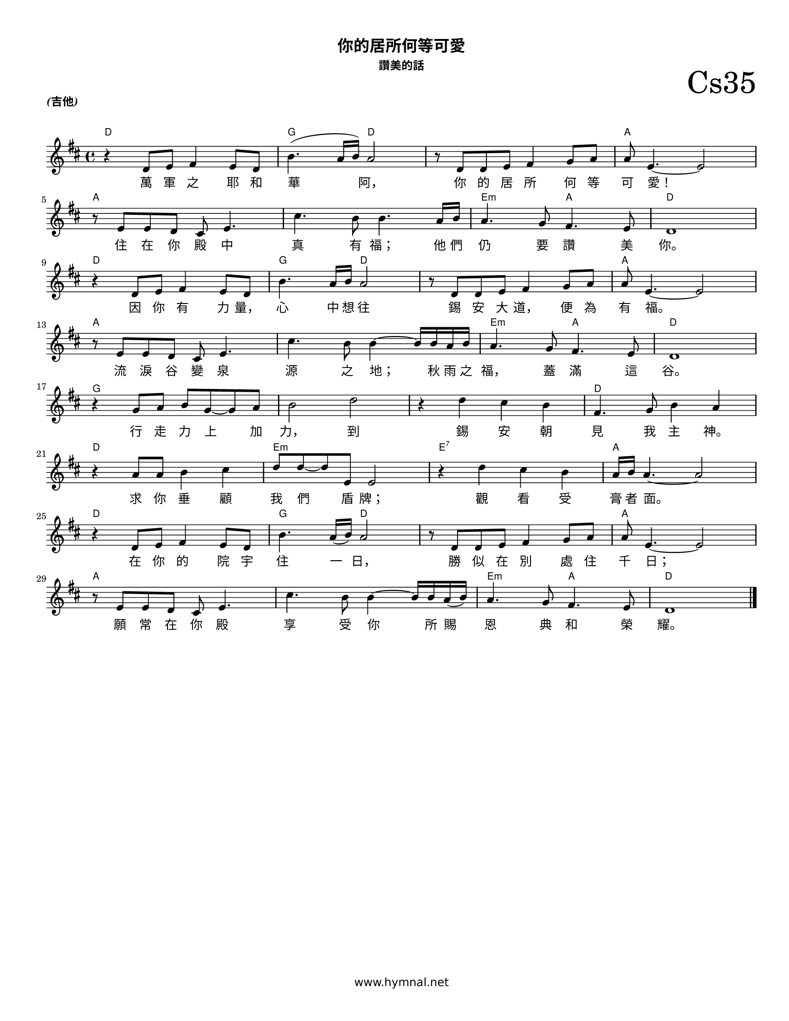 你的居所何等可愛
讚美的話
Cs35
(吉他)
D G D A
萬 軍 之 耶 和 華 阿, 你 的 居 所 何 等 可 愛!
5 A Em A D
住 在 你 殿 中 真 有 福; 他 們 仍 要 讚 美 你。
9 D G D A
因 你 有 力 量, 心 中 想 往 錫 安 大 道, 便 為 有 福。
13 A Em A D
流 淚 谷 變 泉 源 之 地; 秋 雨 之 福, 蓋 滿 這 谷。
17 G D
行 走 力 上 加 力, 到 錫 安 朝 見 我 主 神。
21 D Em E7 A
求 你 垂 顧 我 們 盾 牌; 觀 看 受 膏 者 面。
25 D G D A
在 你 的 院 宇 住 一 日, 勝 似 在 別 處 住 千 日;
29 A Em A D
願 常 在 你 殿 享 受 你 所 賜 恩 典 和 榮 耀。
www.hymnal.net